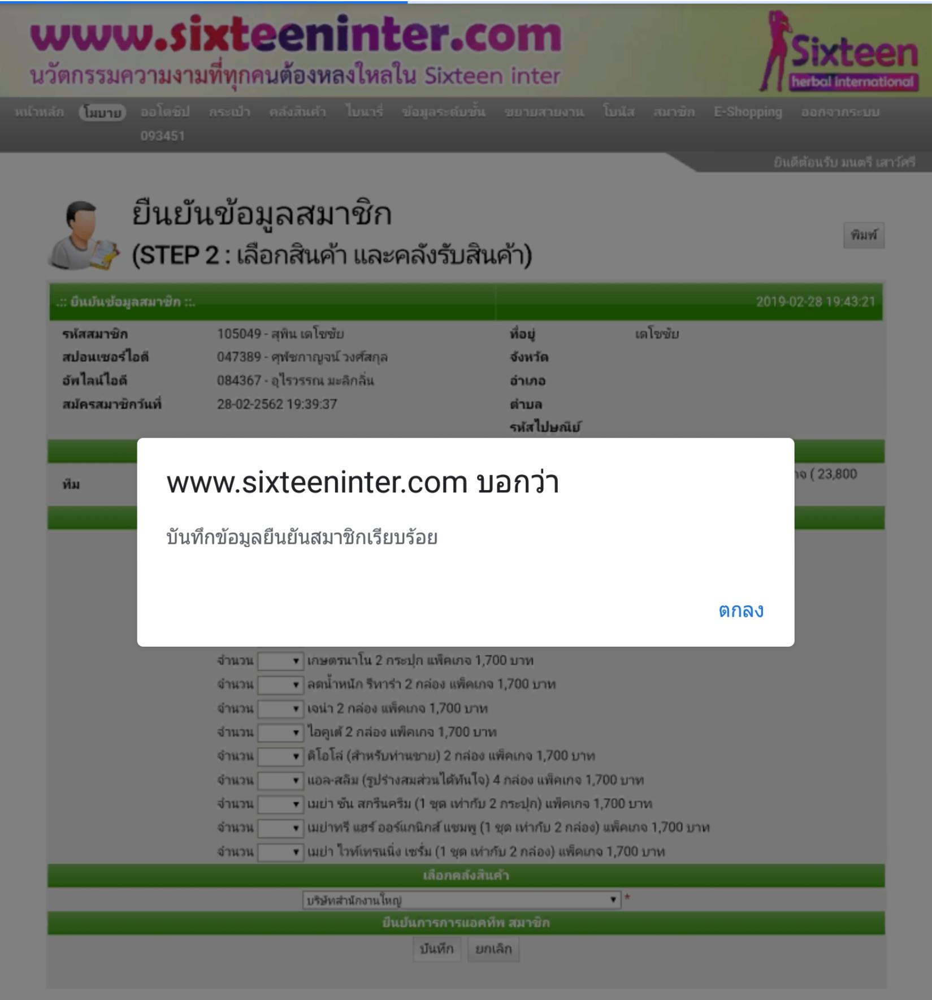 www.sixteeninter.com
นวัตกรรมความงามที่ทุกคนต้องหลงใหลใน Sixteen inter
Sixteen
herbal international
หน้าหลัก โมบาย ออโตชิป กระเป๋า คลังสินค้า ไบนารี่ ข้อมูลระดับขั้น ขยายสายงาน โบนัส สมาชิก E-Shopping ออกจากระบบ
093451
ยินดีต้อนรับ มนตรี เสาว์ศรี
ยืนยันข้อมูลสมาชิก
(STEP 2 : เลือกสินค้า และคลังรับสินค้า)
พิมพ์
.:: ยืนยันข้อมูลสมาชิก ::. 2019-02-28 19:43:21
รหัสสมาชิก 105049 - สุพิน เดโชชัย ที่อยู่ เดโชชัย
สปอนเซอร์ไอดี 047389 - ศุพัชกาญจน์ วงศ์สกุล จังหวัด
อัพไลน์ไอดี 084367 - อุไรวรรณ มะลิกลิ่น อำเภอ
สมัครสมาชิกวันที่ 28-02-2562 19:39:37 ตำบล
รหัสไปษณีย์
ทีม ( 23,800
www.sixteeninter.com บอกว่า
บันทึกข้อมูลยืนยันสมาชิกเรียบร้อย
ตกลง
จำนวน เกษตรนาโน 2 กระปุก แพ็คเกจ 1,700 บาท
จำนวน ลดน้ำหนัก รีทาร่า 2 กล่อง แพ็คเกจ 1,700 บาท
จำนวน เจน่า 2 กล่อง แพ็คเกจ 1,700 บาท
จำนวน ไอคูเต้ 2 กล่อง แพ็คเกจ 1,700 บาท
จำนวน ดิโอโล่ (สำหรับท่านชาย) 2 กล่อง แพ็คเกจ 1,700 บาท
จำนวน แอล-สลิม (รูปร่างสมส่วนได้ทันใจ) 4 กล่อง แพ็คเกจ 1,700 บาท
จำนวน เมย่า ซัน สกรีนครีม (1 ชุด เท่ากับ 2 กระปุก) แพ็คเกจ 1,700 บาท
จำนวน เมย่าทรี แฮร์ ออร์แกนิกส์ แชมพู (1 ชุด เท่ากับ 2 กล่อง) แพ็คเกจ 1,700 บาท
จำนวน เมย่า ไวท์เทรนนิ่ง เซรั่ม (1 ชุด เท่ากับ 2 กล่อง) แพ็คเกจ 1,700 บาท
เลือกคลังสินค้า
บริษัทสำนักงานใหญ่ *
ยืนยันการการแอคทีพ สมาชิก
บันทึก ยกเลิก